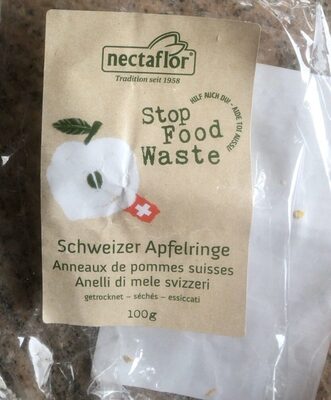 nectaflor®
Tradition seit 1958
HILF AUCH DU! - AIDE TOI AUSSI!
Stop
Food
Waste
Schweizer Apfelringe
Anneaux de pommes suisses
Anelli di mele svizzeri
getrocknet – séchés – essiccati
100g